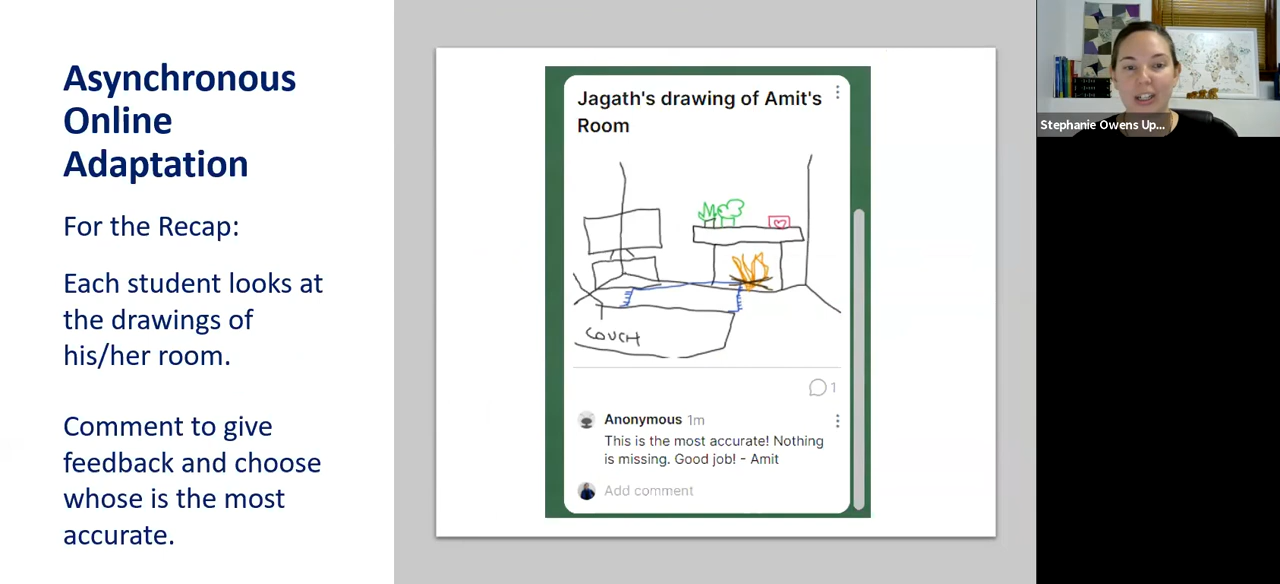 Asynchronous
Online
Adaptation
For the Recap:
Each student looks at
the drawings of
his/her room.
Comment to give
feedback and choose
whose is the most
accurate.
Jagath's drawing of Amit's
Room
COUCH
1
Anonymous 1m
This is the most accurate! Nothing
is missing. Good job! - Amit
Add comment
Stephanie Owens Up...